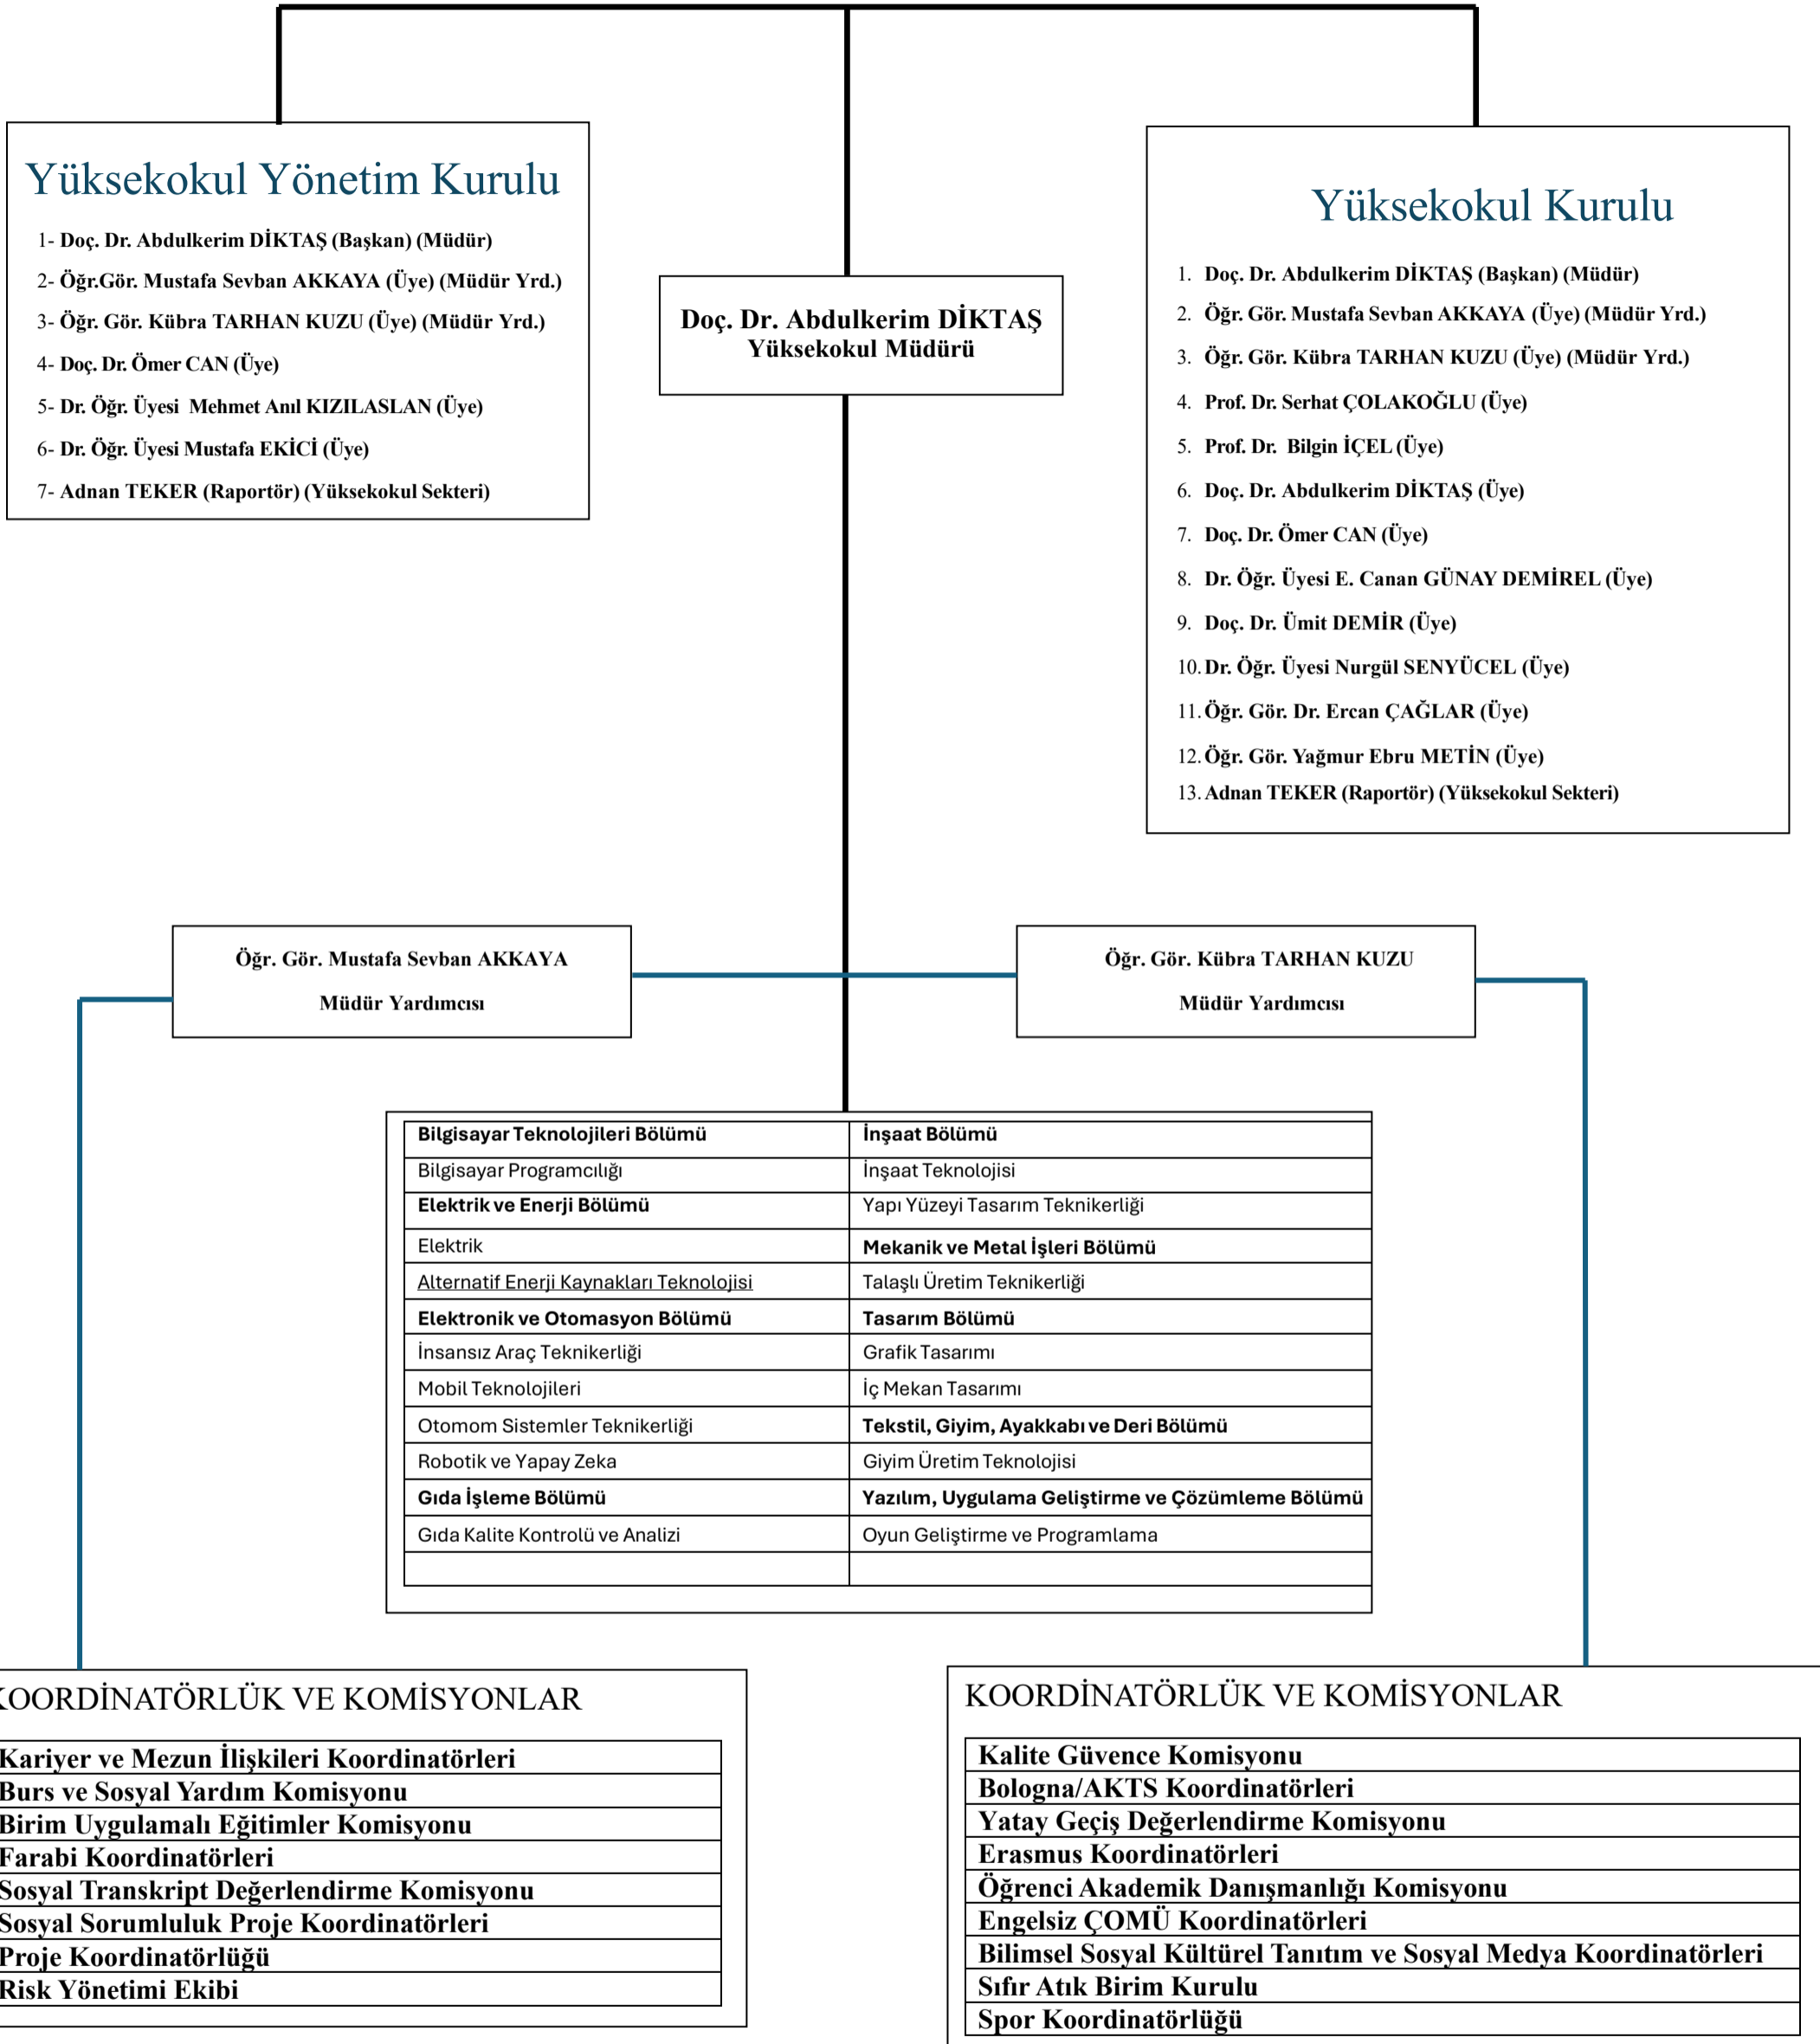 Yüksekokul Yönetim Kurulu
1- Doç. Dr. Abdulkerim DİKTAŞ (Başkan) (Müdür)
2- Öğr.Gör. Mustafa Sevban AKKAYA (Üye) (Müdür Yrd.)
3- Öğr. Gör. Kübra TARHAN KUZU (Üye) (Müdür Yrd.)
4- Doç. Dr. Ömer CAN (Üye)
5- Dr. Öğr. Üyesi Mehmet Anıl KIZILASLAN (Üye)
6- Dr. Öğr. Üyesi Mustafa EKİCİ (Üye)
7- Adnan TEKER (Raportör) (Yüksekokul Sekteri)
Doç. Dr. Abdulkerim DİKTAŞ
Yüksekokul Müdürü
Yüksekokul Kurulu
1. Doç. Dr. Abdulkerim DİKTAŞ (Başkan) (Müdür)
2. Öğr. Gör. Mustafa Sevban AKKAYA (Üye) (Müdür Yrd.)
3. Öğr. Gör. Kübra TARHAN KUZU (Üye) (Müdür Yrd.)
4. Prof. Dr. Serhat ÇOLAKOĞLU (Üye)
5. Prof. Dr. Bilgin İÇEL (Üye)
6. Doç. Dr. Abdulkerim DİKTAŞ (Üye)
7. Doç. Dr. Ömer CAN (Üye)
8. Dr. Öğr. Üyesi E. Canan GÜNAY DEMİREL (Üye)
9. Doç. Dr. Ümit DEMİR (Üye)
10. Dr. Öğr. Üyesi Nurgül SENYÜCEL (Üye)
11. Öğr. Gör. Dr. Ercan ÇAĞLAR (Üye)
12. Öğr. Gör. Yağmur Ebru METİN (Üye)
13. Adnan TEKER (Raportör) (Yüksekokul Sekteri)
Öğr. Gör. Mustafa Sevban AKKAYA
Müdür Yardımcısı
Öğr. Gör. Kübra TARHAN KUZU
Müdür Yardımcısı
Bilgisayar Teknolojileri Bölümü İnşaat Bölümü
Bilgisayar Programcılığı İnşaat Teknolojisi
Elektrik ve Enerji Bölümü Yapı Yüzeyi Tasarım Teknikerliği
Elektrik Mekanik ve Metal İşleri Bölümü
Alternatif Enerji Kaynakları Teknolojisi Talaşlı Üretim Teknikerliği
Elektronik ve Otomasyon Bölümü Tasarım Bölümü
İnsansız Araç Teknikerliği Grafik Tasarımı
Mobil Teknolojileri İç Mekan Tasarımı
Otomom Sistemler Teknikerliği Tekstil, Giyim, Ayakkabı ve Deri Bölümü
Robotik ve Yapay Zeka Giyim Üretim Teknolojisi
Gıda İşleme Bölümü Yazılım, Uygulama Geliştirme ve Çözümleme Bölümü
Gıda Kalite Kontrolü ve Analizi Oyun Geliştirme ve Programlama
KOORDİNATÖRLÜK VE KOMİSYONLAR
Kariyer ve Mezun İlişkileri Koordinatörleri
Burs ve Sosyal Yardım Komisyonu
Birim Uygulamalı Eğitimler Komisyonu
Farabi Koordinatörleri
Sosyal Transkript Değerlendirme Komisyonu
Sosyal Sorumluluk Proje Koordinatörleri
Proje Koordinatörlüğü
Risk Yönetimi Ekibi
KOORDİNATÖRLÜK VE KOMİSYONLAR
Kalite Güvence Komisyonu
Bologna/AKTS Koordinatörleri
Yatay Geçiş Değerlendirme Komisyonu
Erasmus Koordinatörleri
Öğrenci Akademik Danışmanlığı Komisyonu
Engelsiz ÇOMÜ Koordinatörleri
Bilimsel Sosyal Kültürel Tanıtım ve Sosyal Medya Koordinatörleri
Sıfır Atık Birim Kurulu
Spor Koordinatörlüğü